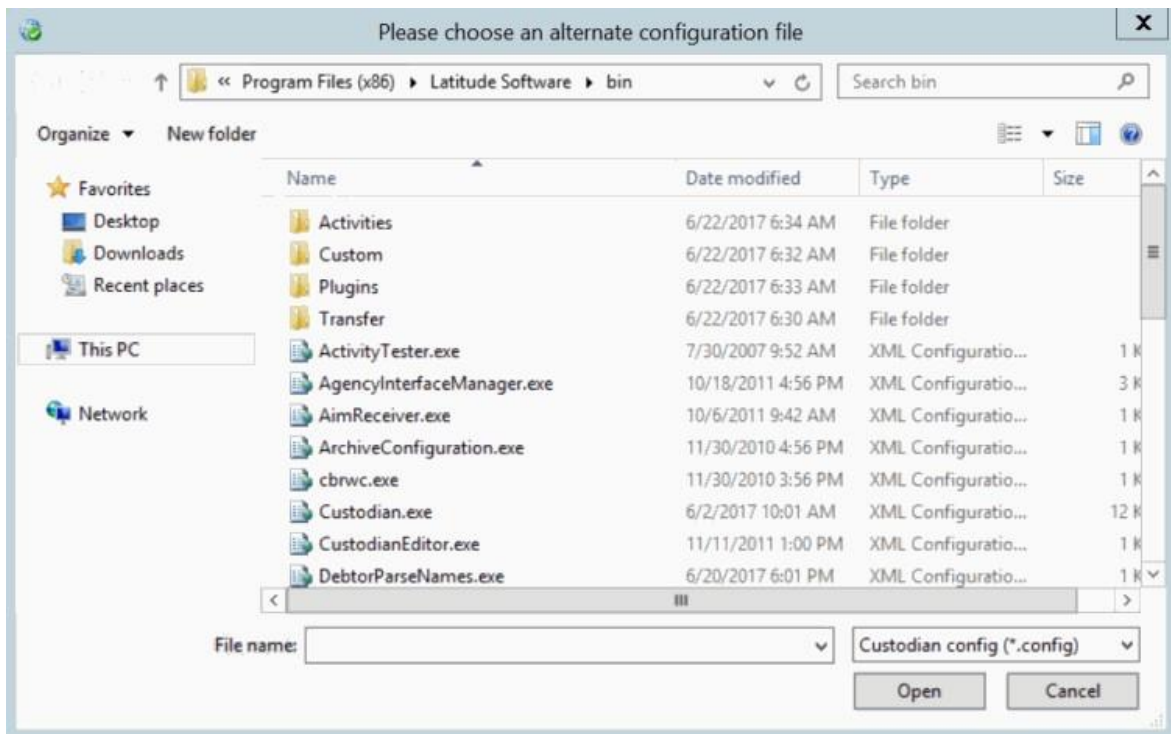 Please choose an alternate configuration file X
« Program Files (x86) ▸ Latitude Software ▸ bin Search bin
Organize New folder
Name Date modified Type Size
Favorites
Desktop Activities 6/22/2017 6:34 AM File folder
Downloads Custom 6/22/2017 6:32 AM File folder
Recent places Plugins 6/22/2017 6:33 AM File folder
Transfer 6/22/2017 6:30 AM File folder
This PC ActivityTester.exe 7/30/2007 9:52 AM XML Configuratio... 1 K
AgencyInterfaceManager.exe 10/18/2011 4:56 PM XML Configuratio... 3 K
Network AimReceiver.exe 10/6/2011 9:42 AM XML Configuratio... 1 K
ArchiveConfiguration.exe 11/30/2010 4:56 PM XML Configuratio... 1 K
cbrwc.exe 11/30/2010 3:56 PM XML Configuratio... 1 K
Custodian.exe 6/2/2017 10:01 AM XML Configuratio... 12 K
CustodianEditor.exe 11/11/2011 1:00 PM XML Configuratio... 1 K
DebtorParseNames.exe 6/20/2017 6:01 PM XML Configuratio... 1 K
File name: Custodian config (*.config)
Open Cancel